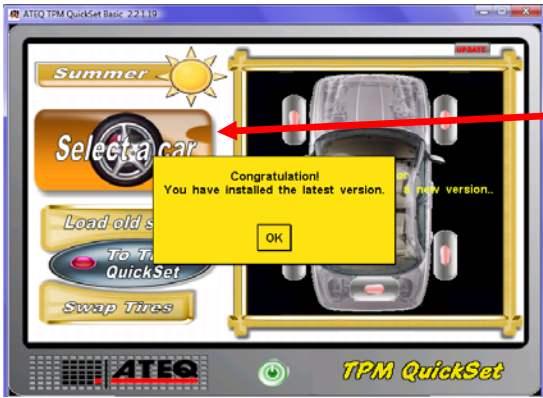 ATEQ TPM QuickSet Basic 2.2.1.19
UPDATE
Summer
Select a car
Congratulation!
You have installed the latest version.
or
a new version..
OK
Load old s
To T
QuickSet
Swap Tires
ATEQ
TPM QuickSet